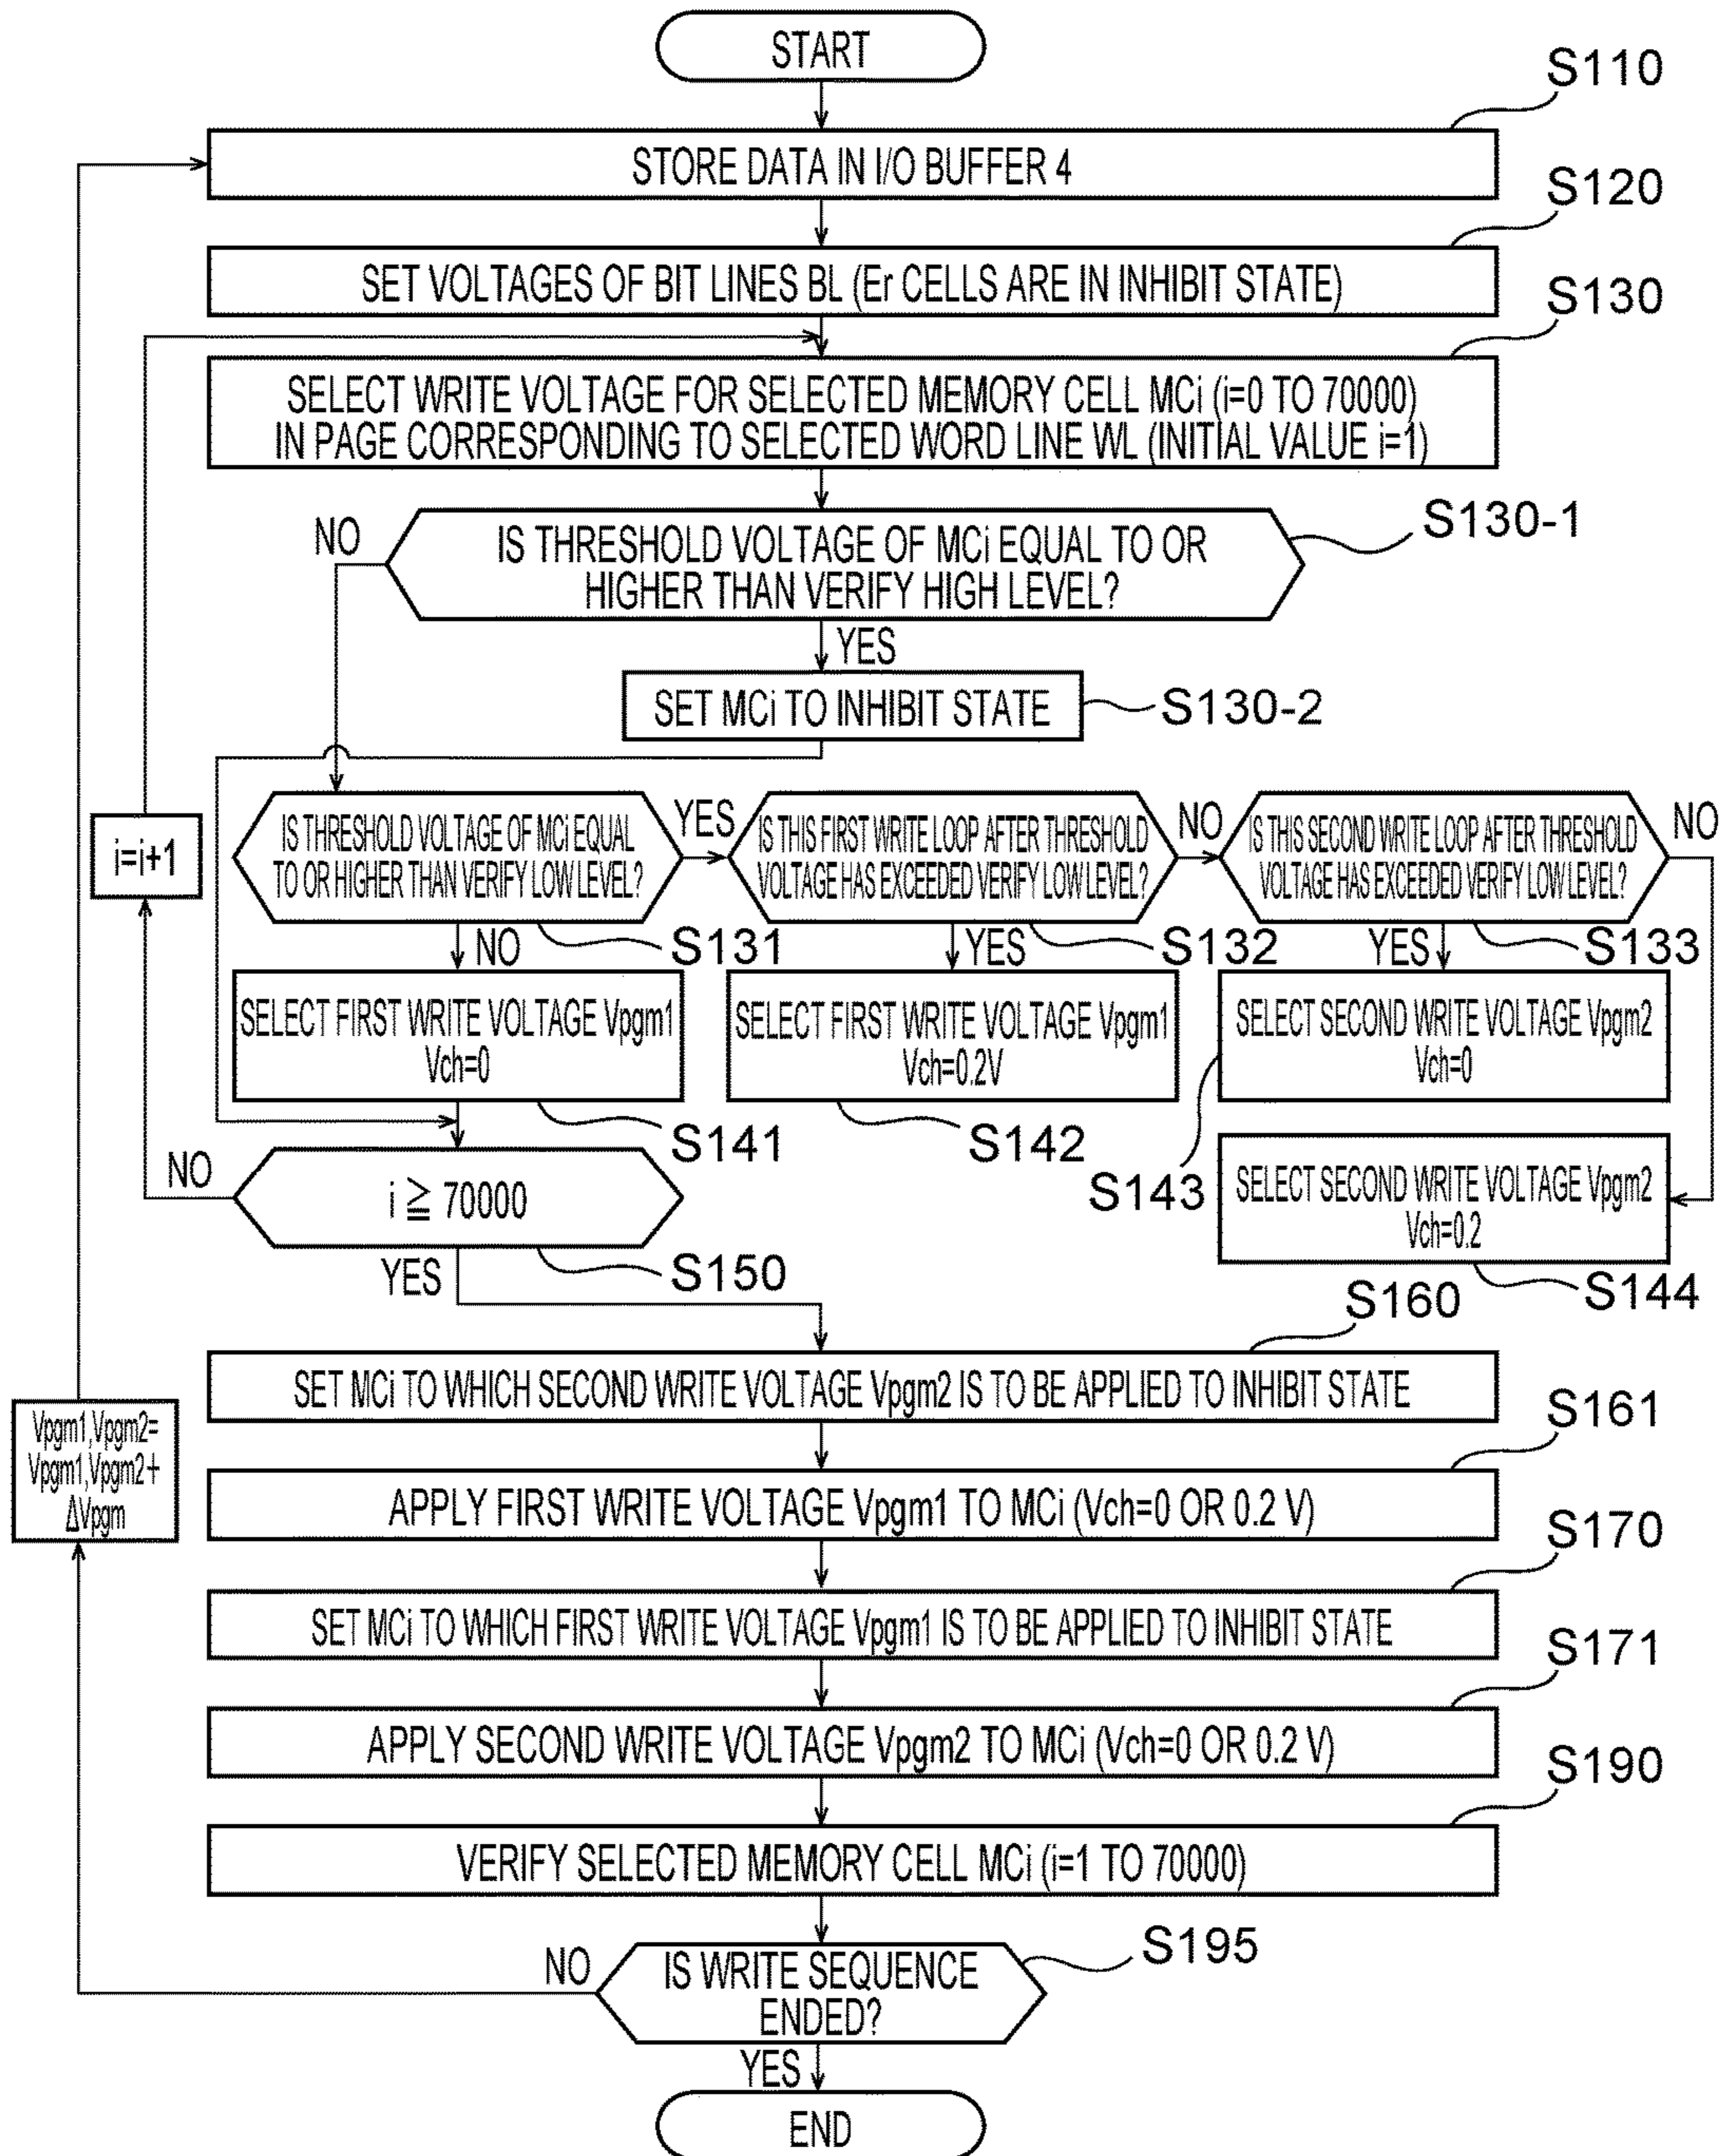 START
S110
STORE DATA IN I/O BUFFER 4
S120
SET VOLTAGES OF BIT LINES BL (Er CELLS ARE IN INHIBIT STATE)
S130
SELECT WRITE VOLTAGE FOR SELECTED MEMORY CELL MCi (i=0 TO 70000)
IN PAGE CORRESPONDING TO SELECTED WORD LINE WL (INITIAL VALUE i=1)
S130-1
NO
IS THRESHOLD VOLTAGE OF MCi EQUAL TO OR
HIGHER THAN VERIFY HIGH LEVEL?
YES
SET MCi TO INHIBIT STATE
S130-2
i=i+1
IS THRESHOLD VOLTAGE OF MCi EQUAL
TO OR HIGHER THAN VERIFY LOW LEVEL?
YES
IS THIS FIRST WRITE LOOP AFTER THRESHOLD
VOLTAGE HAS EXCEEDED VERIFY LOW LEVEL?
NO
IS THIS SECOND WRITE LOOP AFTER THRESHOLD
VOLTAGE HAS EXCEEDED VERIFY LOW LEVEL?
NO
NO
S131
YES
S132
YES
S133
SELECT FIRST WRITE VOLTAGE Vpgm1
Vch=0
SELECT FIRST WRITE VOLTAGE Vpgm1
Vch=0.2V
SELECT SECOND WRITE VOLTAGE Vpgm2
Vch=0
S141
S142
S143
NO
i ≧ 70000
SELECT SECOND WRITE VOLTAGE Vpgm2
Vch=0.2
YES
S150
S144
S160
SET MCi TO WHICH SECOND WRITE VOLTAGE Vpgm2 IS TO BE APPLIED TO INHIBIT STATE
S161
Vpgm1,Vpgm2=
Vpgm1,Vpgm2+
ΔVpgm
APPLY FIRST WRITE VOLTAGE Vpgm1 TO MCi (Vch=0 OR 0.2 V)
S170
SET MCi TO WHICH FIRST WRITE VOLTAGE Vpgm1 IS TO BE APPLIED TO INHIBIT STATE
S171
APPLY SECOND WRITE VOLTAGE Vpgm2 TO MCi (Vch=0 OR 0.2 V)
S190
VERIFY SELECTED MEMORY CELL MCi (i=1 TO 70000)
S195
NO
IS WRITE SEQUENCE
ENDED?
YES
END